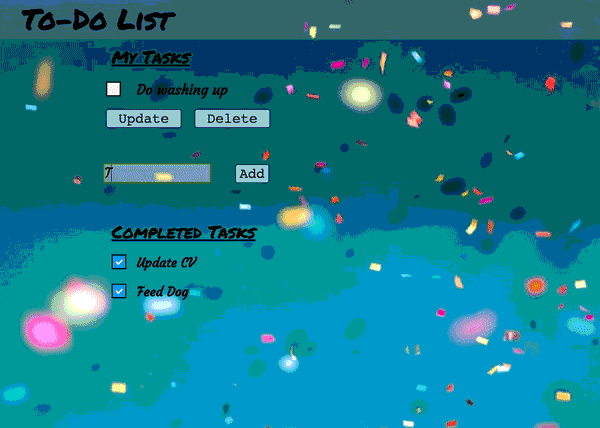 To-Do List
My Tasks
Do washing up
Update Delete
T Add
Completed Tasks
Update CV
Feed Dog